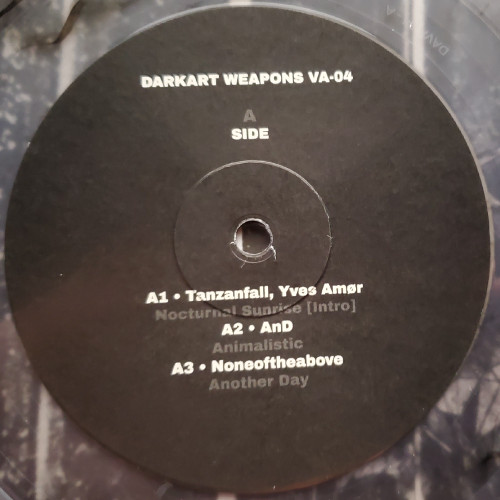 DARKART WEAPONS VA-04
A
SIDE
A1 • Tanzanfall, Yves Amør
Nocturnal Sunrise [Intro]
A2 • AnD
Animalistic
A3 • Noneoftheabove
Another Day